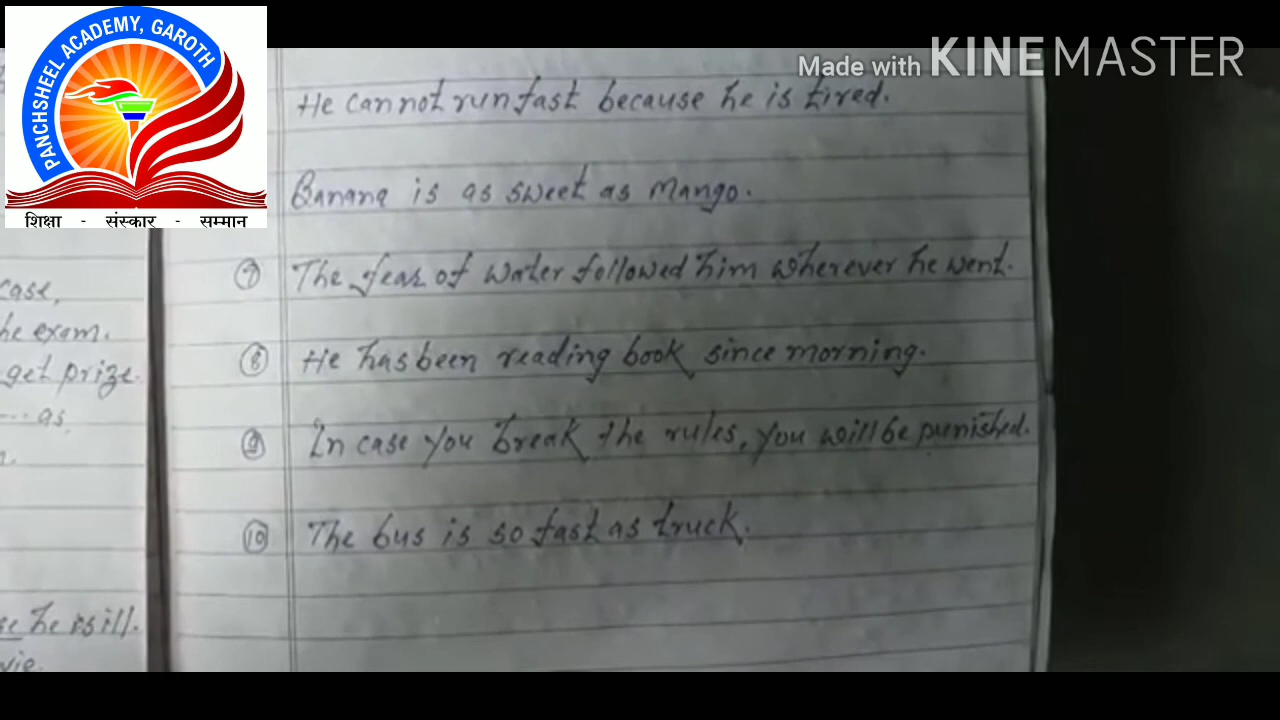 PANCHSHEEL ACADEMY, GAROTH
शिक्षा - संस्कार - सम्मान
Made with KINEMASTER
He cannot run fast because he is tired.
Banana is as sweet as Mango.
⑦ The fear of water followed him wherever he went.
⑧ He has been reading book since morning.
⑨ In case you break the rules, you will be punished.
⑩ The bus is so fast as truck.
case,
he exam.
get prize.
.... as
se he is ill.